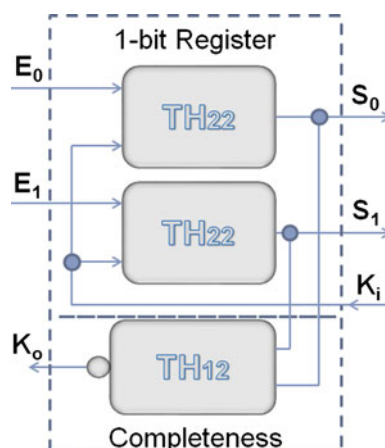 1-bit Register
E0
TH22
S0
E1
TH22
S1
Ki
Ko
TH12
Completeness